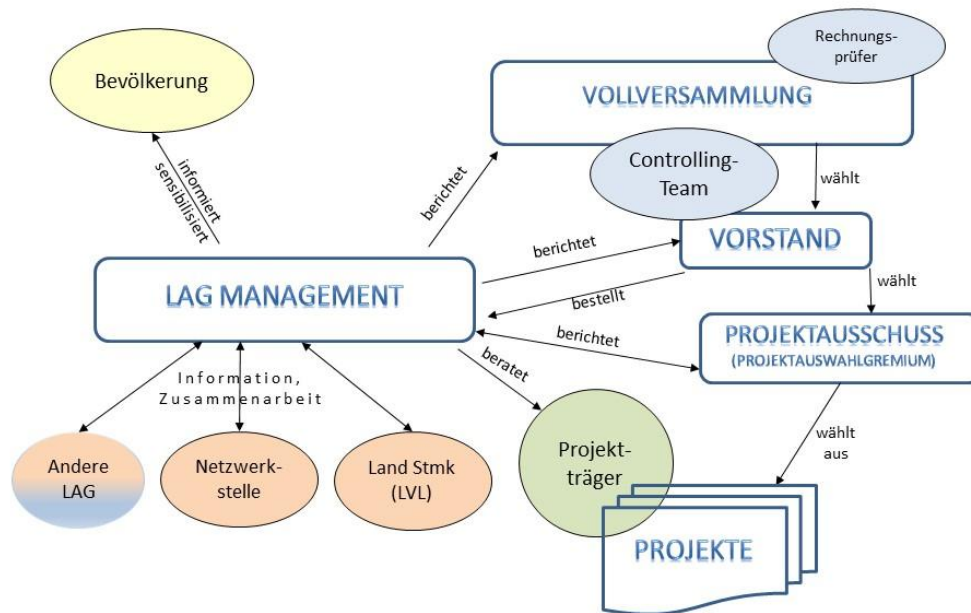 Rechnungs-
prüfer
Bevölkerung
VOLLVERSAMMLUNG
informiert
sensibilisiert
berichtet
Controlling-
Team
wählt
berichtet
VORSTAND
LAG MANAGEMENT
bestellt
wählt
berichtet
PROJEKTAUSSCHUSS
(PROJEKTAUSWAHLGREMIUM)
beratet
Information,
Zusammenarbeit
wählt
aus
Andere
LAG
Netzwerk-
stelle
Land Stmk
(LVL)
Projekt-
träger
PROJEKTE